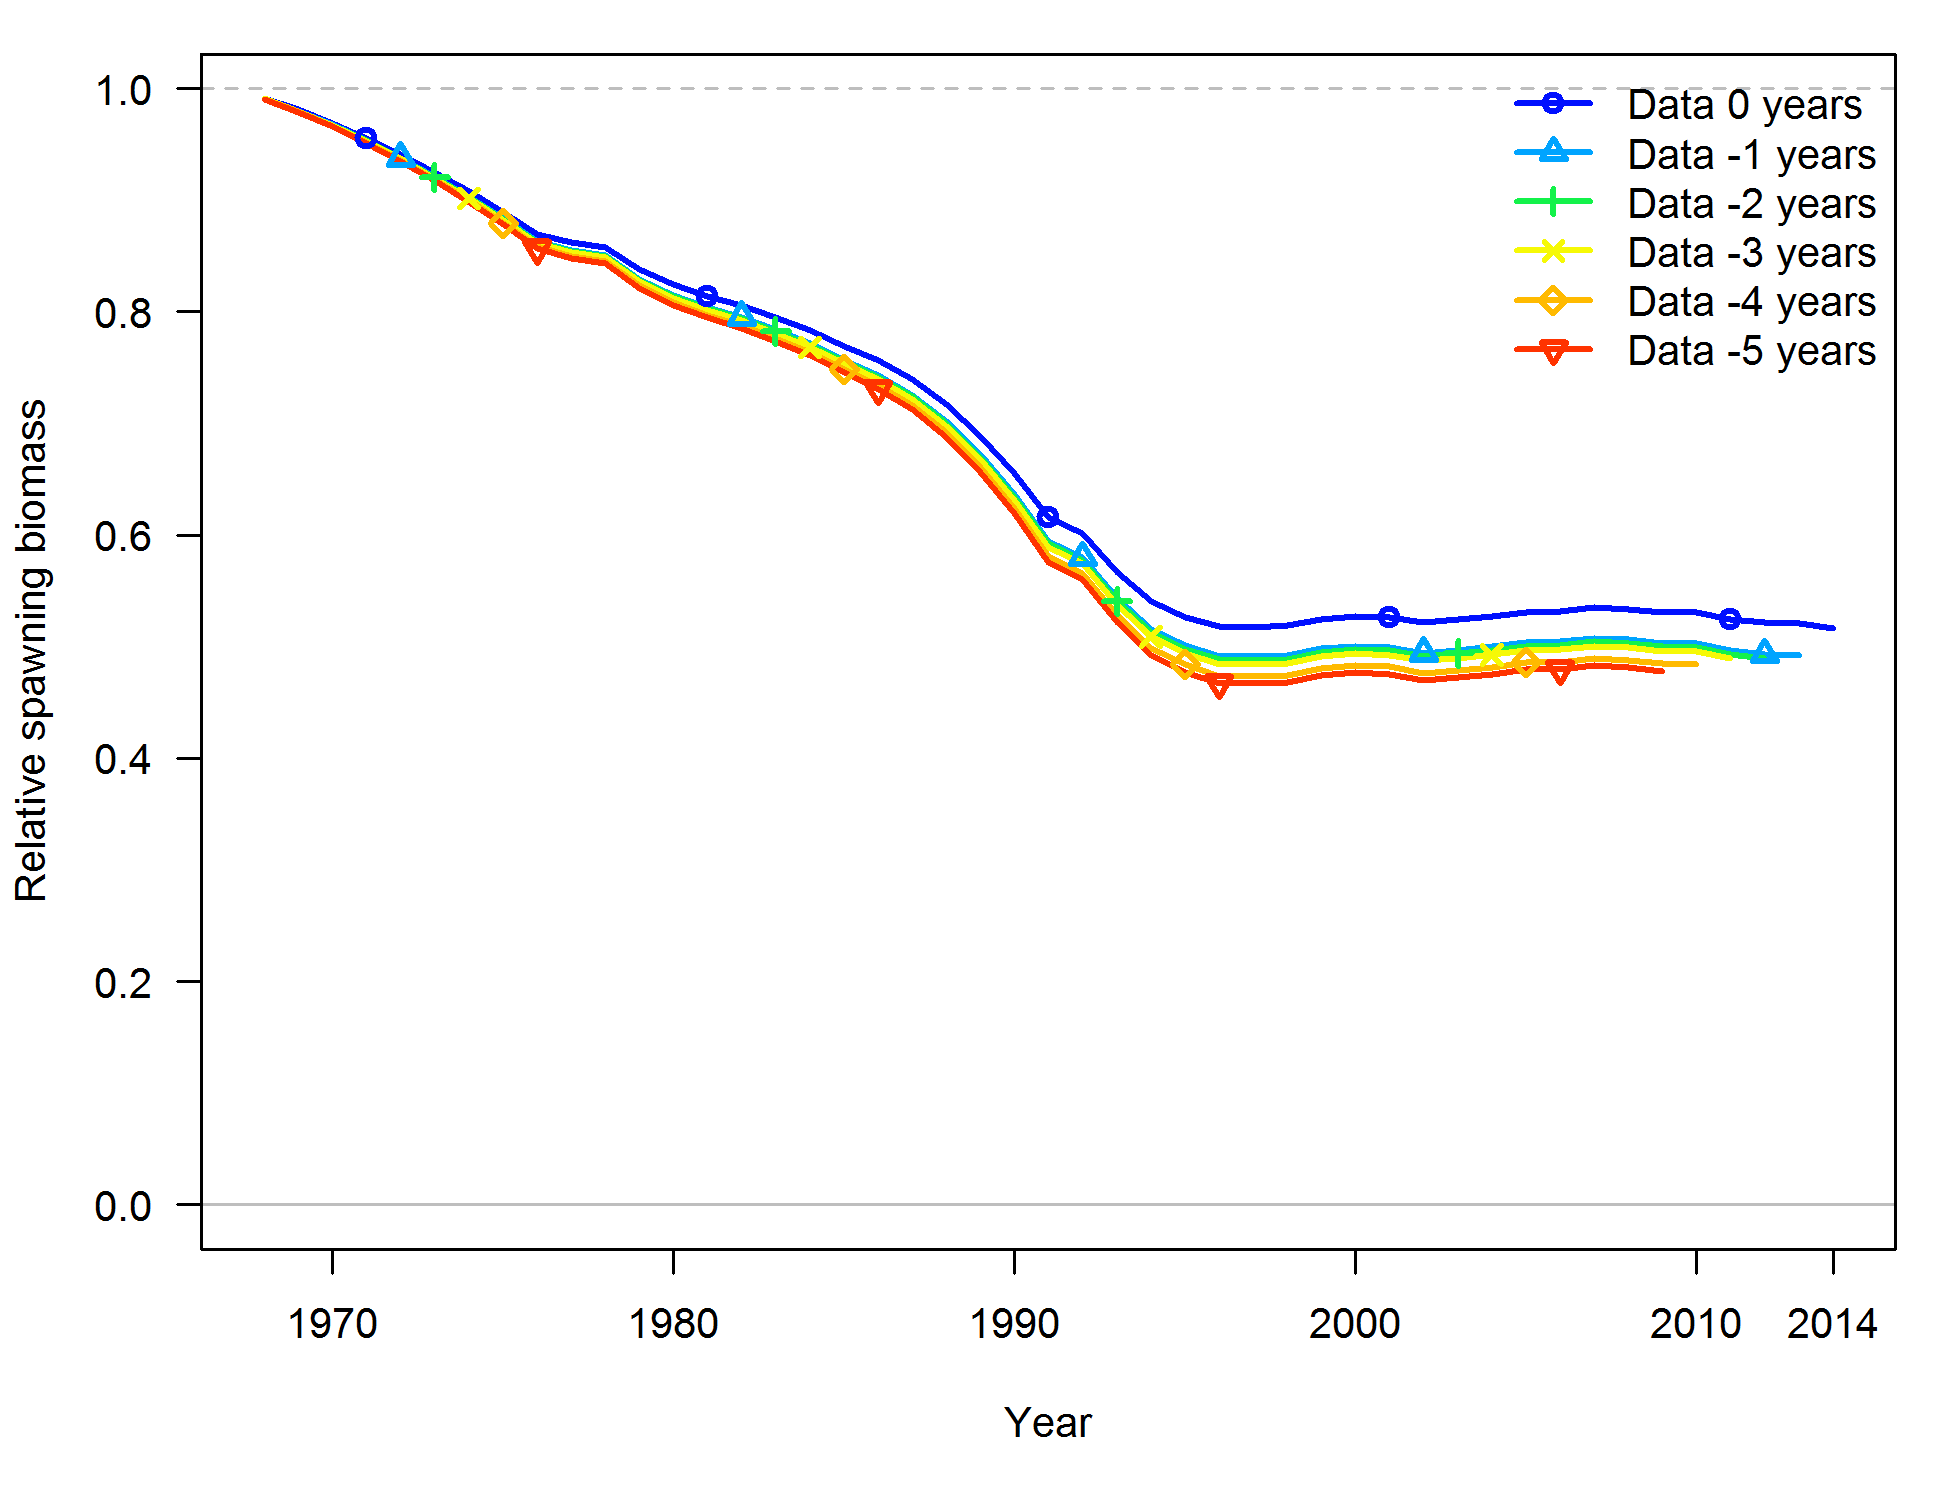 1.0
0.8
0.6
0.4
0.2
0.0
Relative spawning biomass
Data 0 years
Data -1 years
Data -2 years
Data -3 years
Data -4 years
Data -5 years
1970 1980 1990 2000 2010 2014
Year